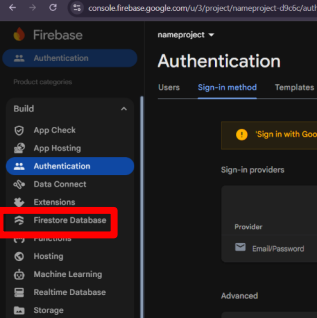 console.firebase.google.com/u/3/project/nameproject-d9c6c/auth
Firebase
nameproject
Authentication
Authentication
Product categories
Users Sign-in method Templates
Build
App Check
App Hosting
Authentication
Data Connect
Extensions
Firestore Database
Functions
Hosting
Machine Learning
Realtime Database
Storage
'Sign in with Goo
Sign-in providers
Provider
Email/Password
Advanced